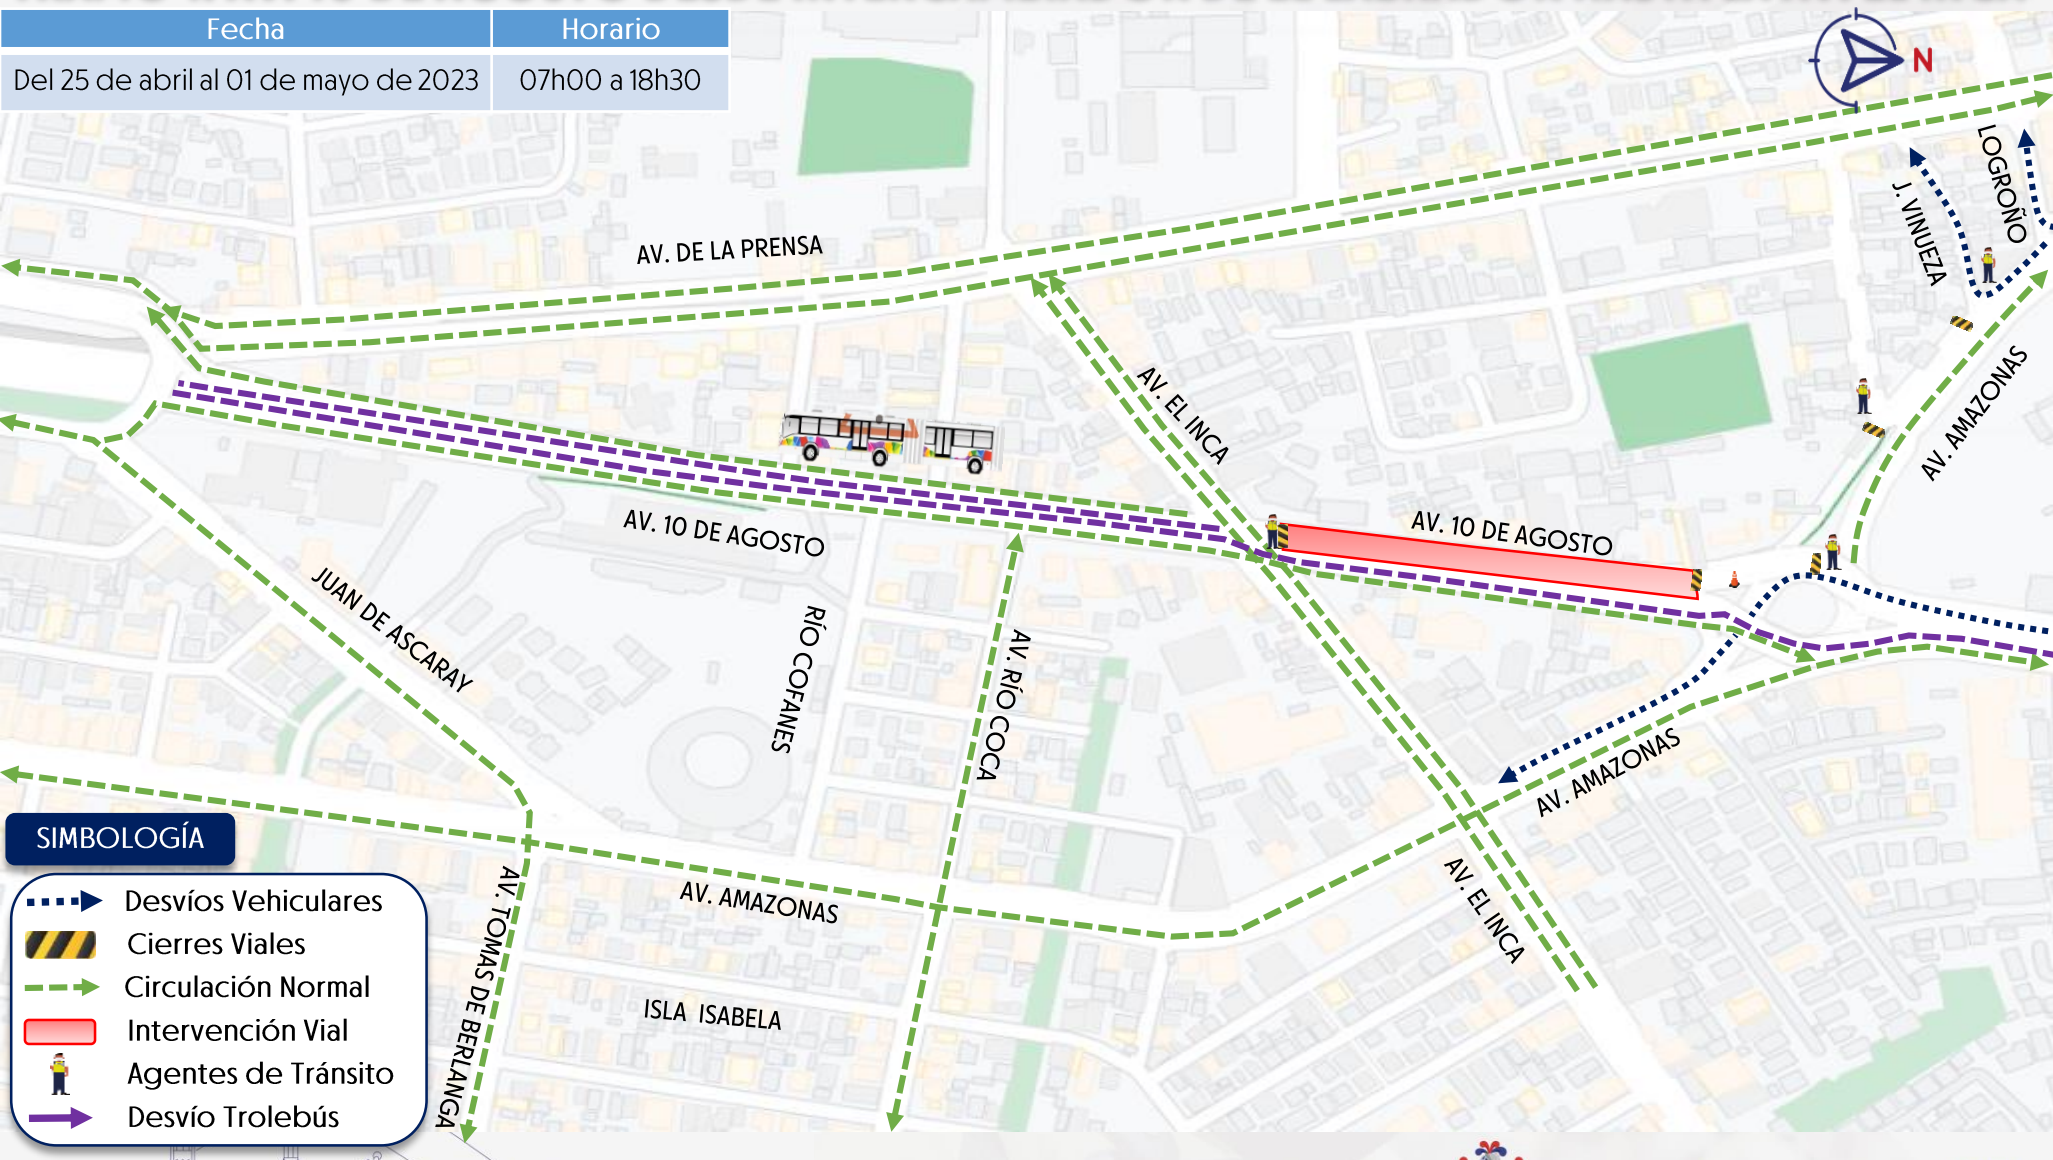 Fecha
Horario
Del 25 de abril al 01 de mayo de 2023
07h00 a 18h30
N
LOGROÑO
J. VINUEZA
AV. DE LA PRENSA
AV. EL INCA
AV. AMAZONAS
AV. 10 DE AGOSTO
AV. 10 DE AGOSTO
JUAN DE ASCARAY
RÍO COFANES
AV. RÍO COCA
AV. AMAZONAS
AV. EL INCA
AV. AMAZONAS
AV. TOMAS DE BERLANGA
ISLA ISABELA
SIMBOLOGÍA
Desvíos Vehiculares
Cierres Viales
Circulación Normal
Intervención Vial
Agentes de Tránsito
Desvío Trolebús